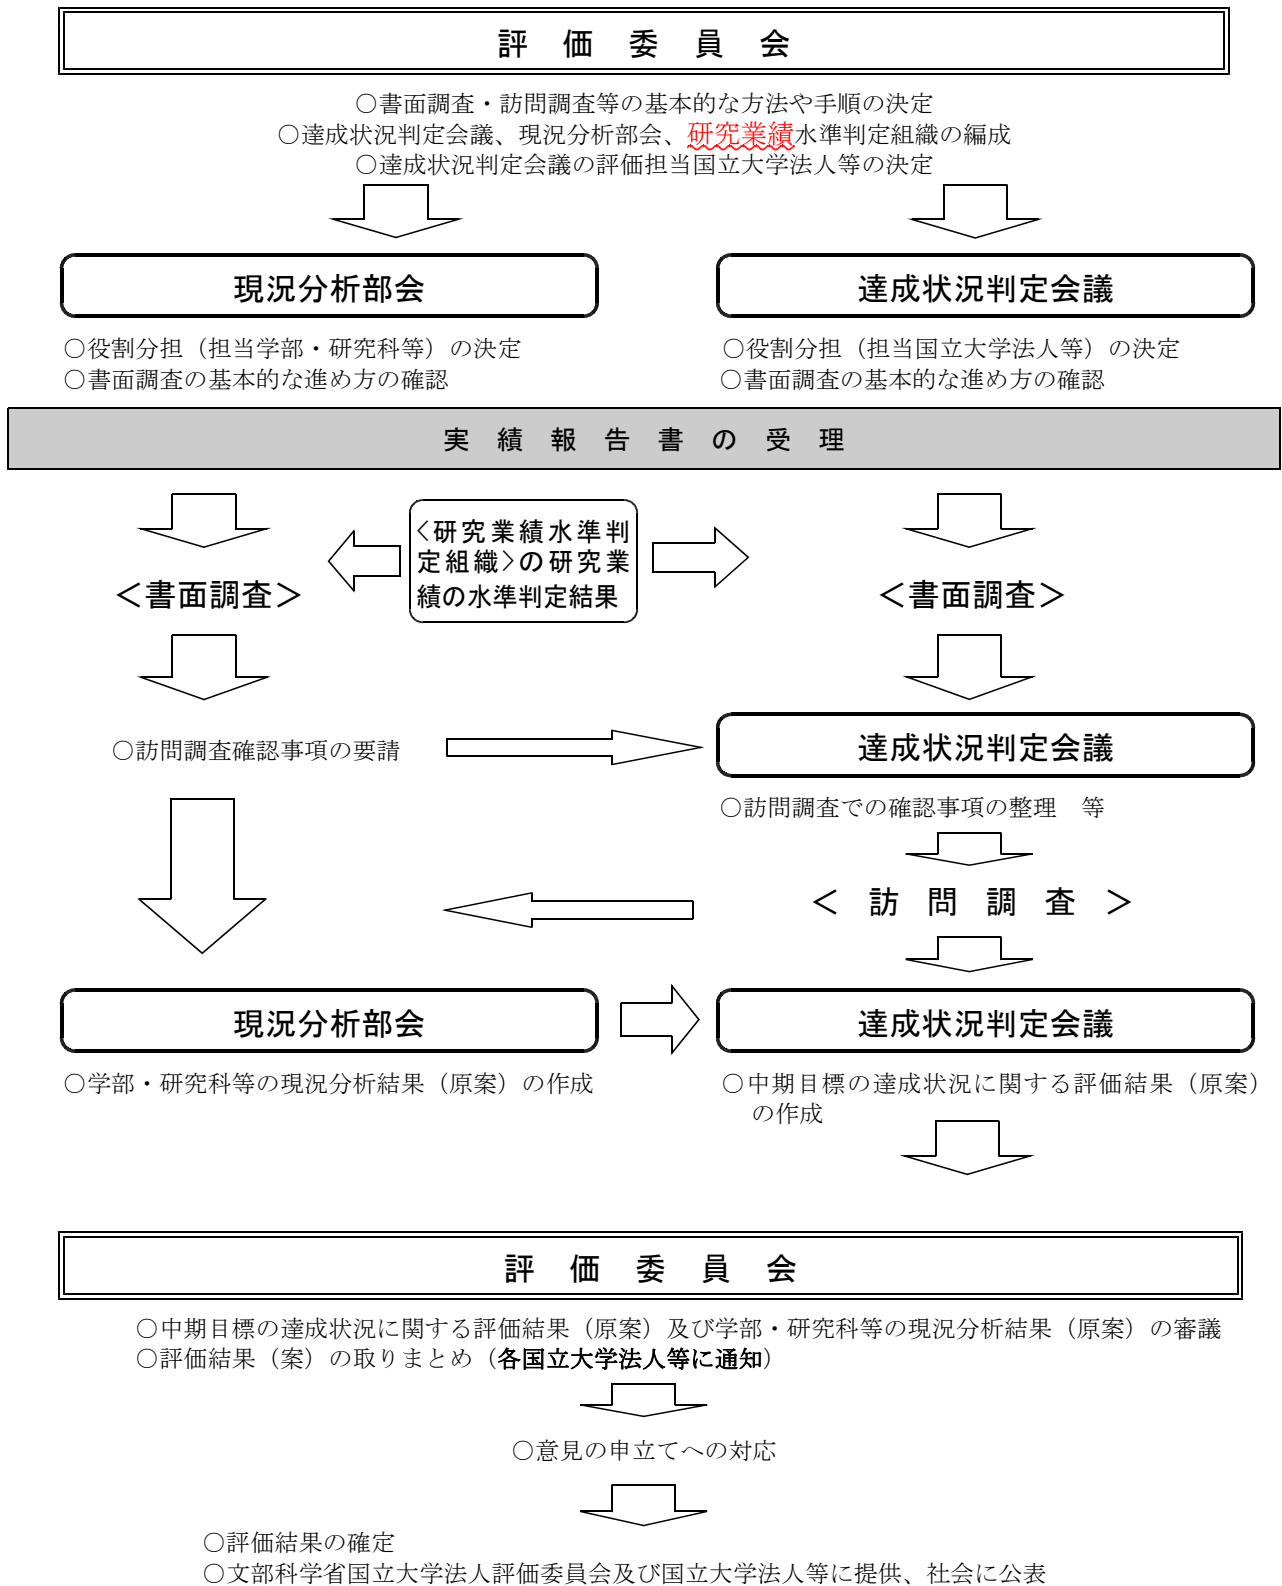 評　価　委　員　会
○書面調査・訪問調査等の基本的な方法や手順の決定
○達成状況判定会議、現況分析部会、研究業績水準判定組織の編成
○達成状況判定会議の評価担当国立大学法人等の決定
現況分析部会
○役割分担（担当学部・研究科等）の決定
○書面調査の基本的な進め方の確認
達成状況判定会議
○役割分担（担当国立大学法人等）の決定
○書面調査の基本的な進め方の確認
実　績　報　告　書　の　受　理
＜書面調査＞
〈研究業績水準判
定組織〉の研究業
績の水準判定結果
＜書面調査＞
○訪問調査確認事項の要請
達成状況判定会議
○訪問調査での確認事項の整理　等
＜　訪　問　調　査　＞
現況分析部会
○学部・研究科等の現況分析結果（原案）の作成
達成状況判定会議
○中期目標の達成状況に関する評価結果（原案）
の作成
評　価　委　員　会
○中期目標の達成状況に関する評価結果（原案）及び学部・研究科等の現況分析結果（原案）の審議
○評価結果（案）の取りまとめ（各国立大学法人等に通知）
○意見の申立てへの対応
○評価結果の確定
○文部科学省国立大学法人評価委員会及び国立大学法人等に提供、社会に公表